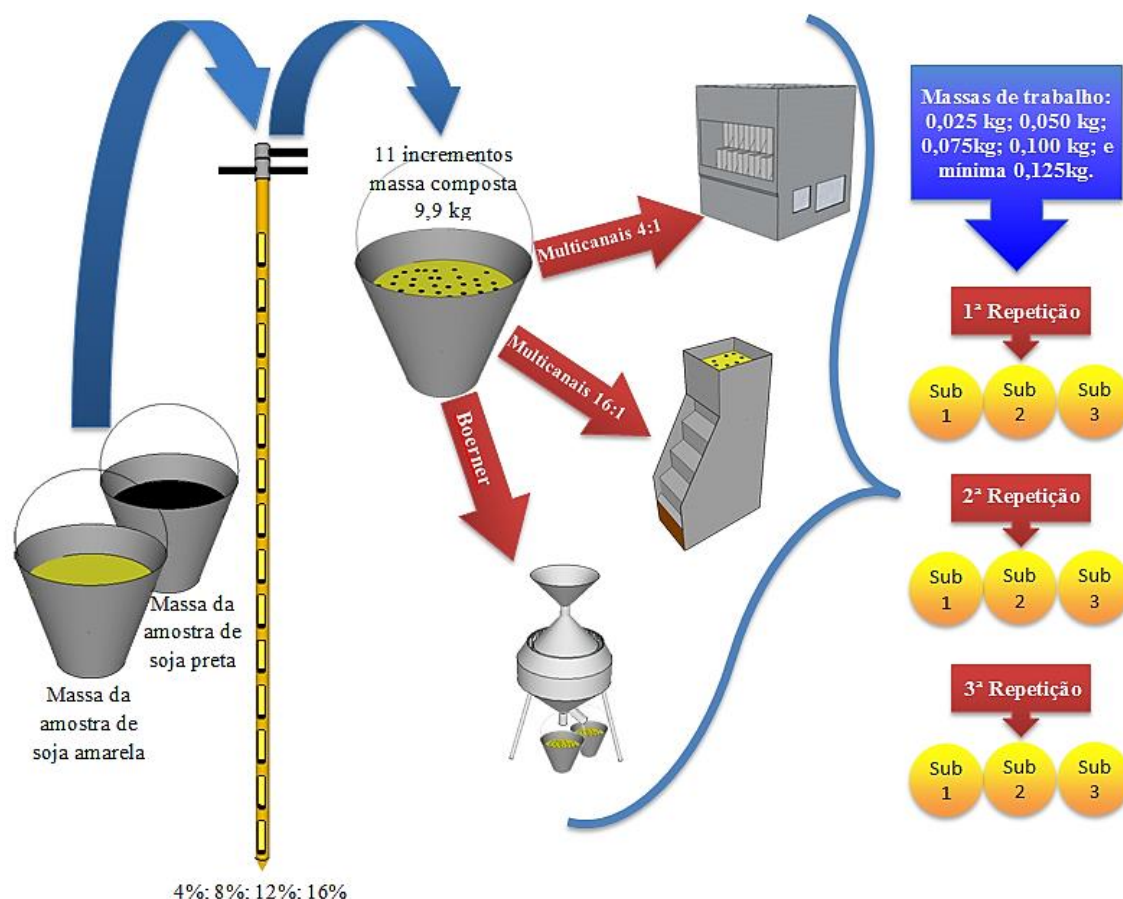 11 incrementos
massa composta
9,9 kg
Multicanais 4:1
Multicanais 16:1
Boerner
Massa da
amostra de
soja preta
Massa da
amostra de
soja amarela
4%; 8%; 12%; 16%
Massas de trabalho:
0,025 kg; 0,050 kg;
0,075kg; 0,100 kg; e
mínima 0,125kg.
1ª Repetição
Sub
1
Sub
2
Sub
3
2ª Repetição
Sub
1
Sub
2
Sub
3
3ª Repetição
Sub
1
Sub
2
Sub
3